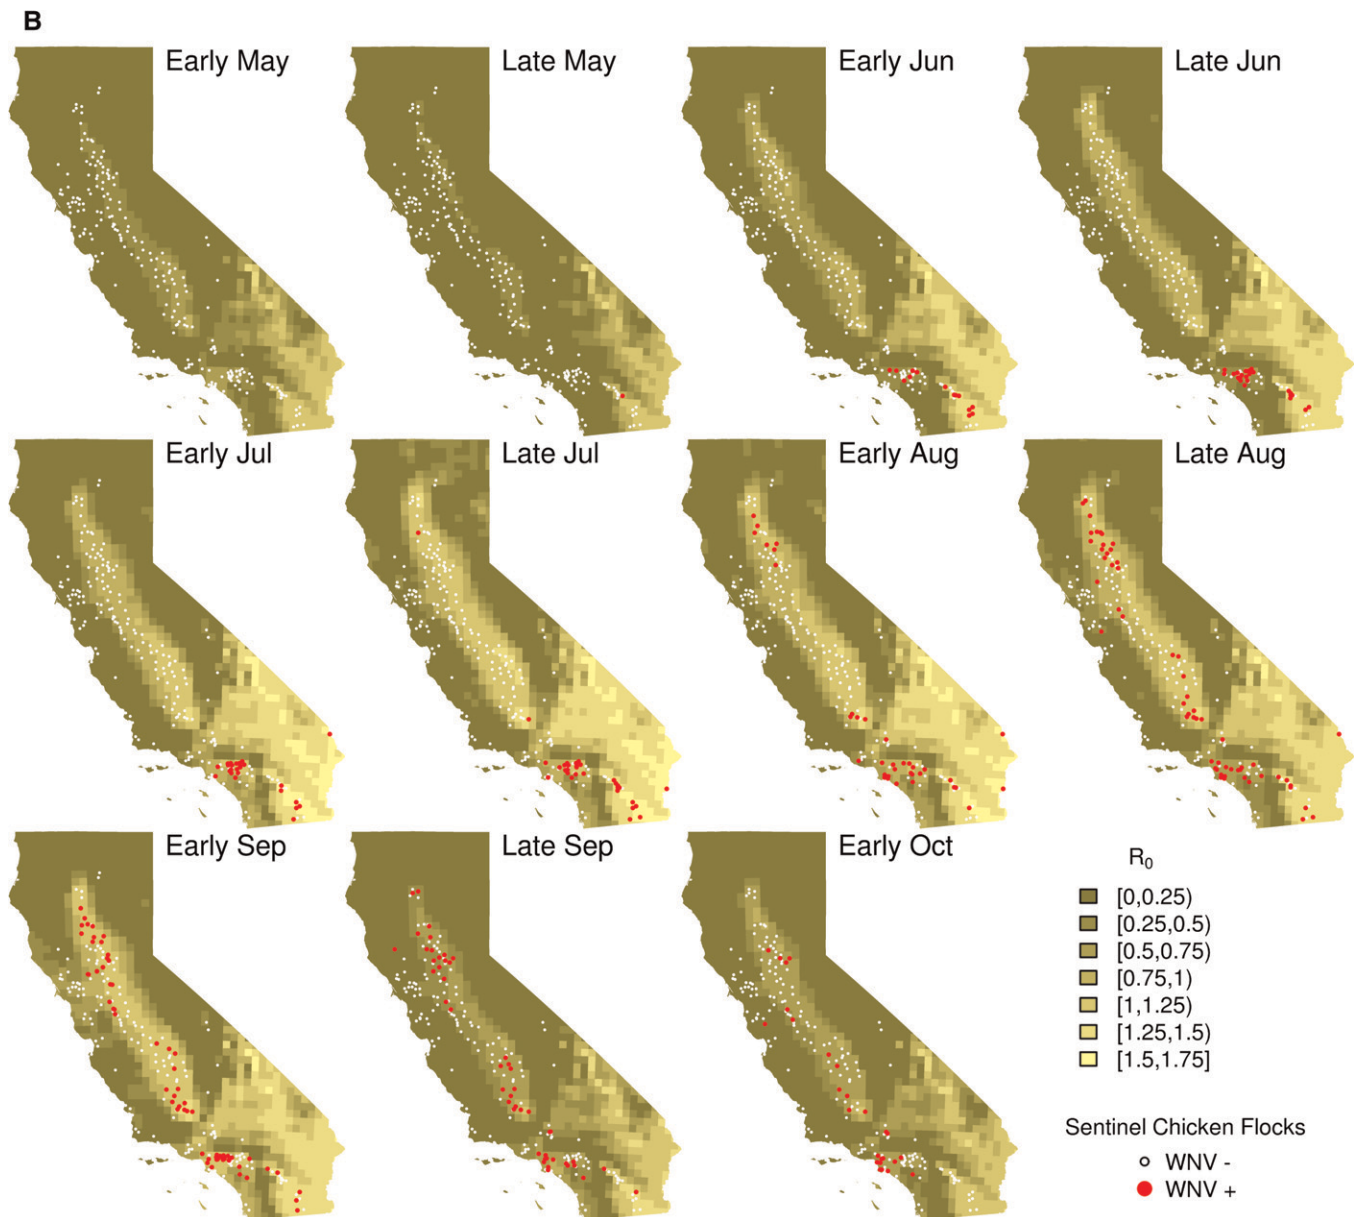 B
Early May
Late May
Early Jun
Late Jun
Early Jul
Late Jul
Early Aug
Late Aug
Early Sep
Late Sep
Early Oct
R0
[0,0.25)
[0.25,0.5)
[0.5,0.75)
[0.75,1)
[1,1.25)
[1.25,1.5)
[1.5,1.75]
Sentinel Chicken Flocks
WNV -
WNV +